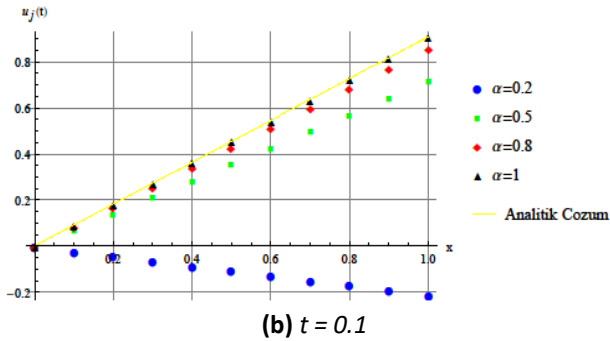 u_j(t)
0.8
0.6
0.4
0.2
-0.2
0.2
0.4
0.6
0.8
1.0
x
α=0.2
α=0.5
α=0.8
α=1
Analitik Cozum
(b) t = 0.1